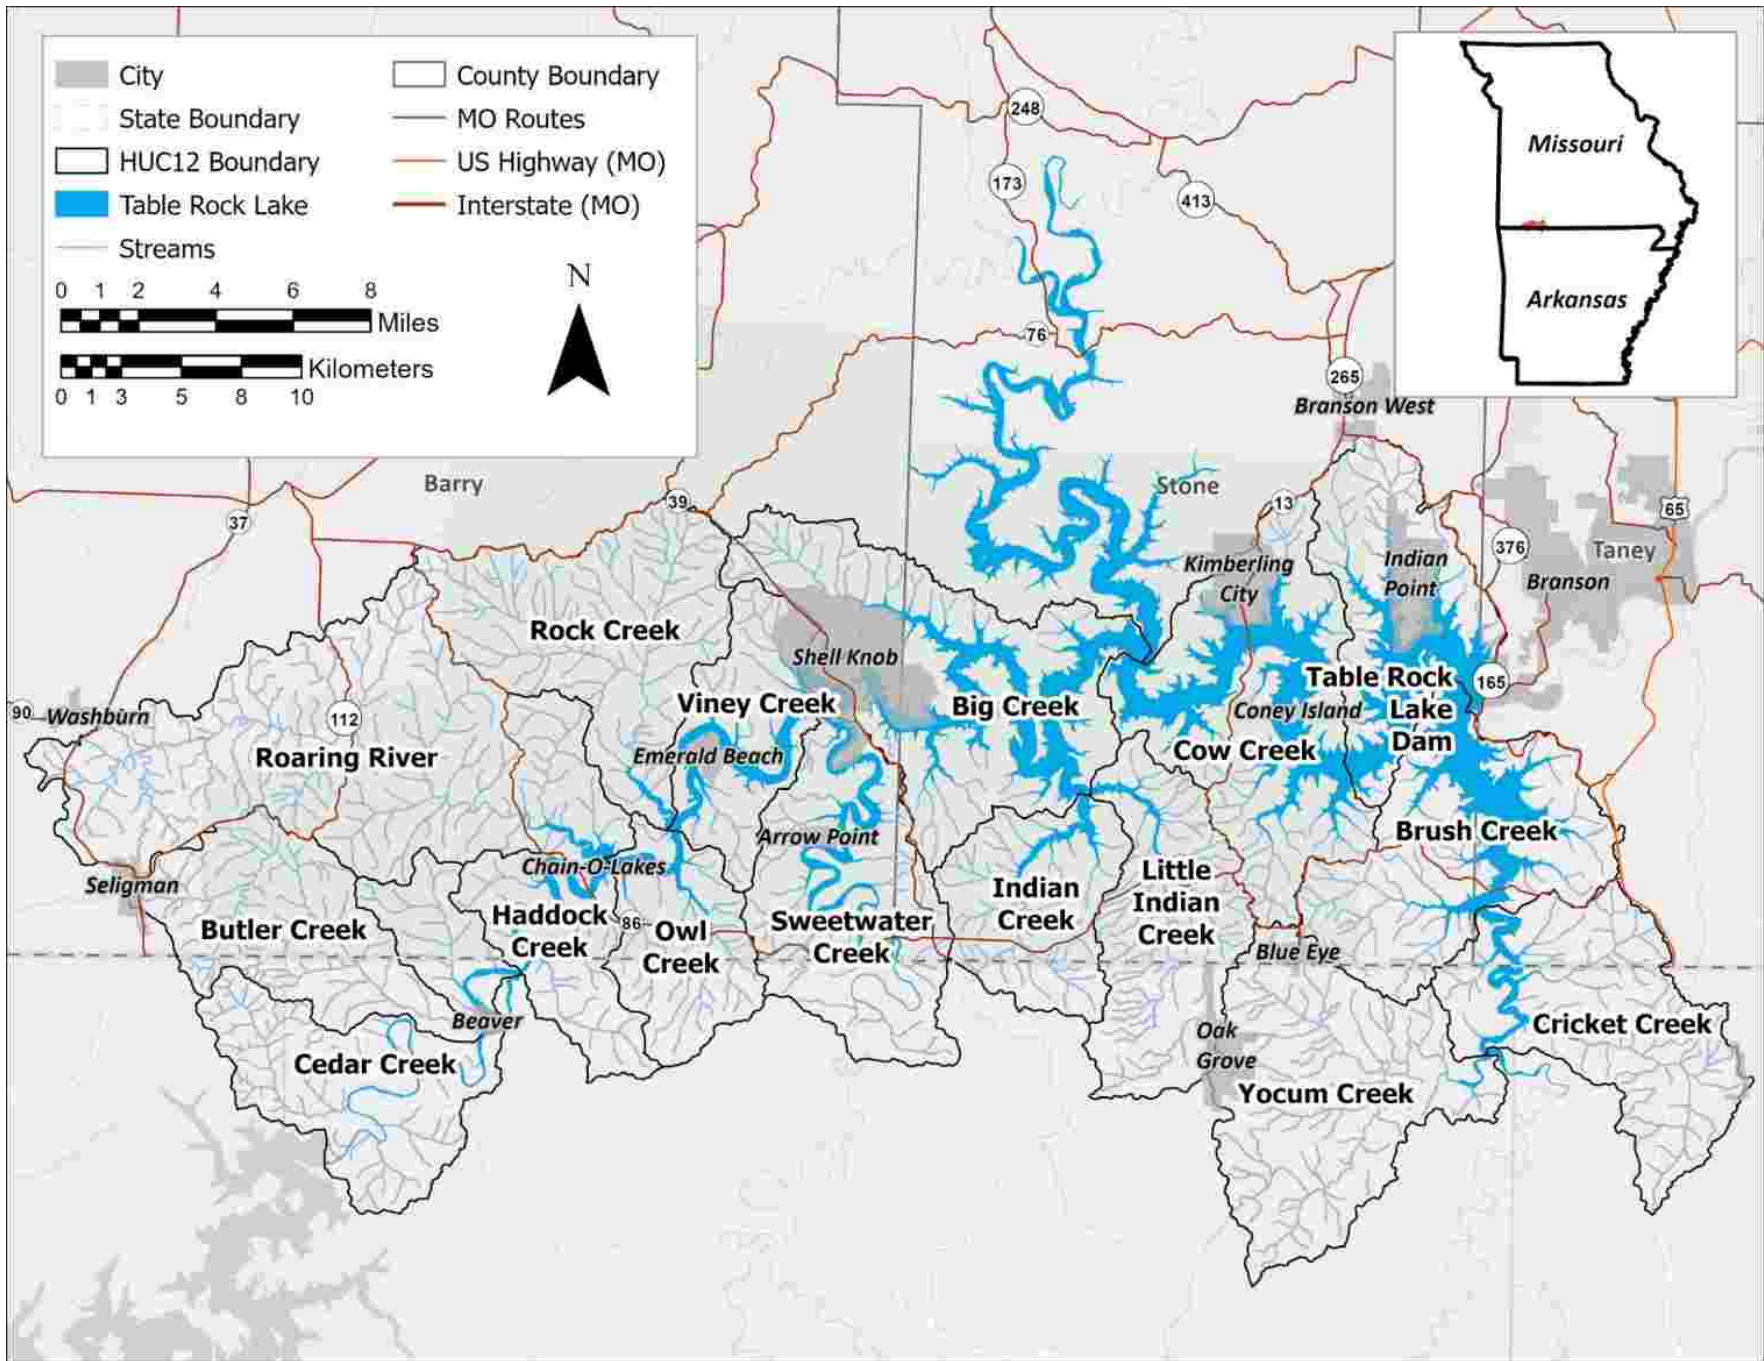 City
State Boundary
HUC12 Boundary
Table Rock Lake
Streams
County Boundary
MO Routes
US Highway (MO)
Interstate (MO)
0 1 2 4 6 8
Miles
Kilometers
0 1 3 5 8 10
N
Missouri
Arkansas
248
173
413
76
265
Branson West
Barry
39
37
Stone
13
65
376
Taney
Kimberling
City
Indian
Point
Branson
Rock Creek
Shell Knob
Viney Creek
Big Creek
Table Rock
Lake
Dam
165
90
Washburn
112
Roaring River
Emerald Beach
Coney Island
Cow Creek
Arrow Point
Brush Creek
Chain-O-Lakes
Seligman
Little
Indian
Creek
Indian
Creek
Butler Creek
Haddock
Creek
86
Owl
Creek
Sweetwater
Creek
Blue Eye
Beaver
Oak
Grove
Cricket Creek
Cedar Creek
Yocum Creek